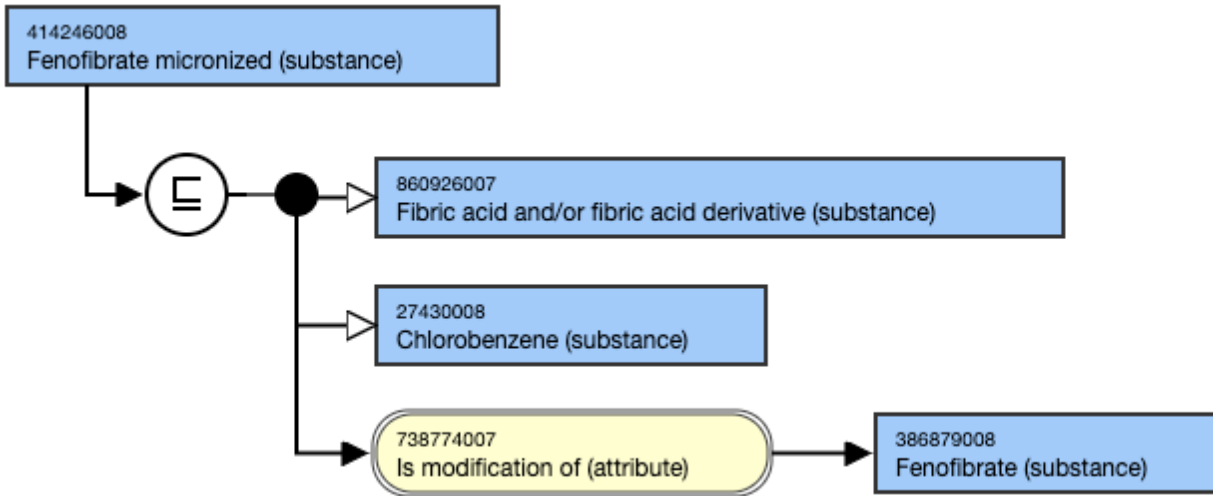 414246008
Fenofibrate micronized (substance)
⊑
860926007
Fibric acid and/or fibric acid derivative (substance)
27430008
Chlorobenzene (substance)
738774007
Is modification of (attribute)
386879008
Fenofibrate (substance)